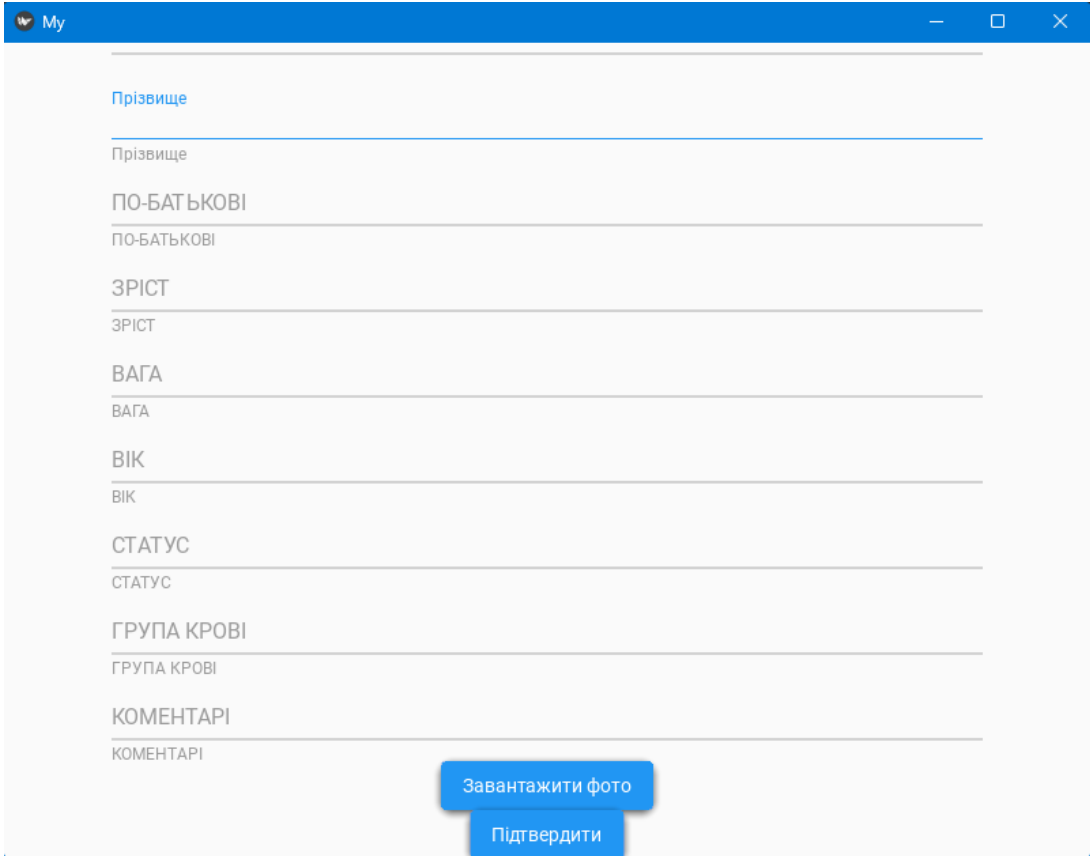 My
Прізвище
Прізвище
ПО-БАТЬКОВІ
ПО-БАТЬКОВІ
ЗРІСТ
ЗРІСТ
ВАГА
ВАГА
ВІК
ВІК
СТАТУС
СТАТУС
ГРУПА КРОВІ
ГРУПА КРОВІ
КОМЕНТАРІ
КОМЕНТАРІ
Завантажити фото
Підтвердити